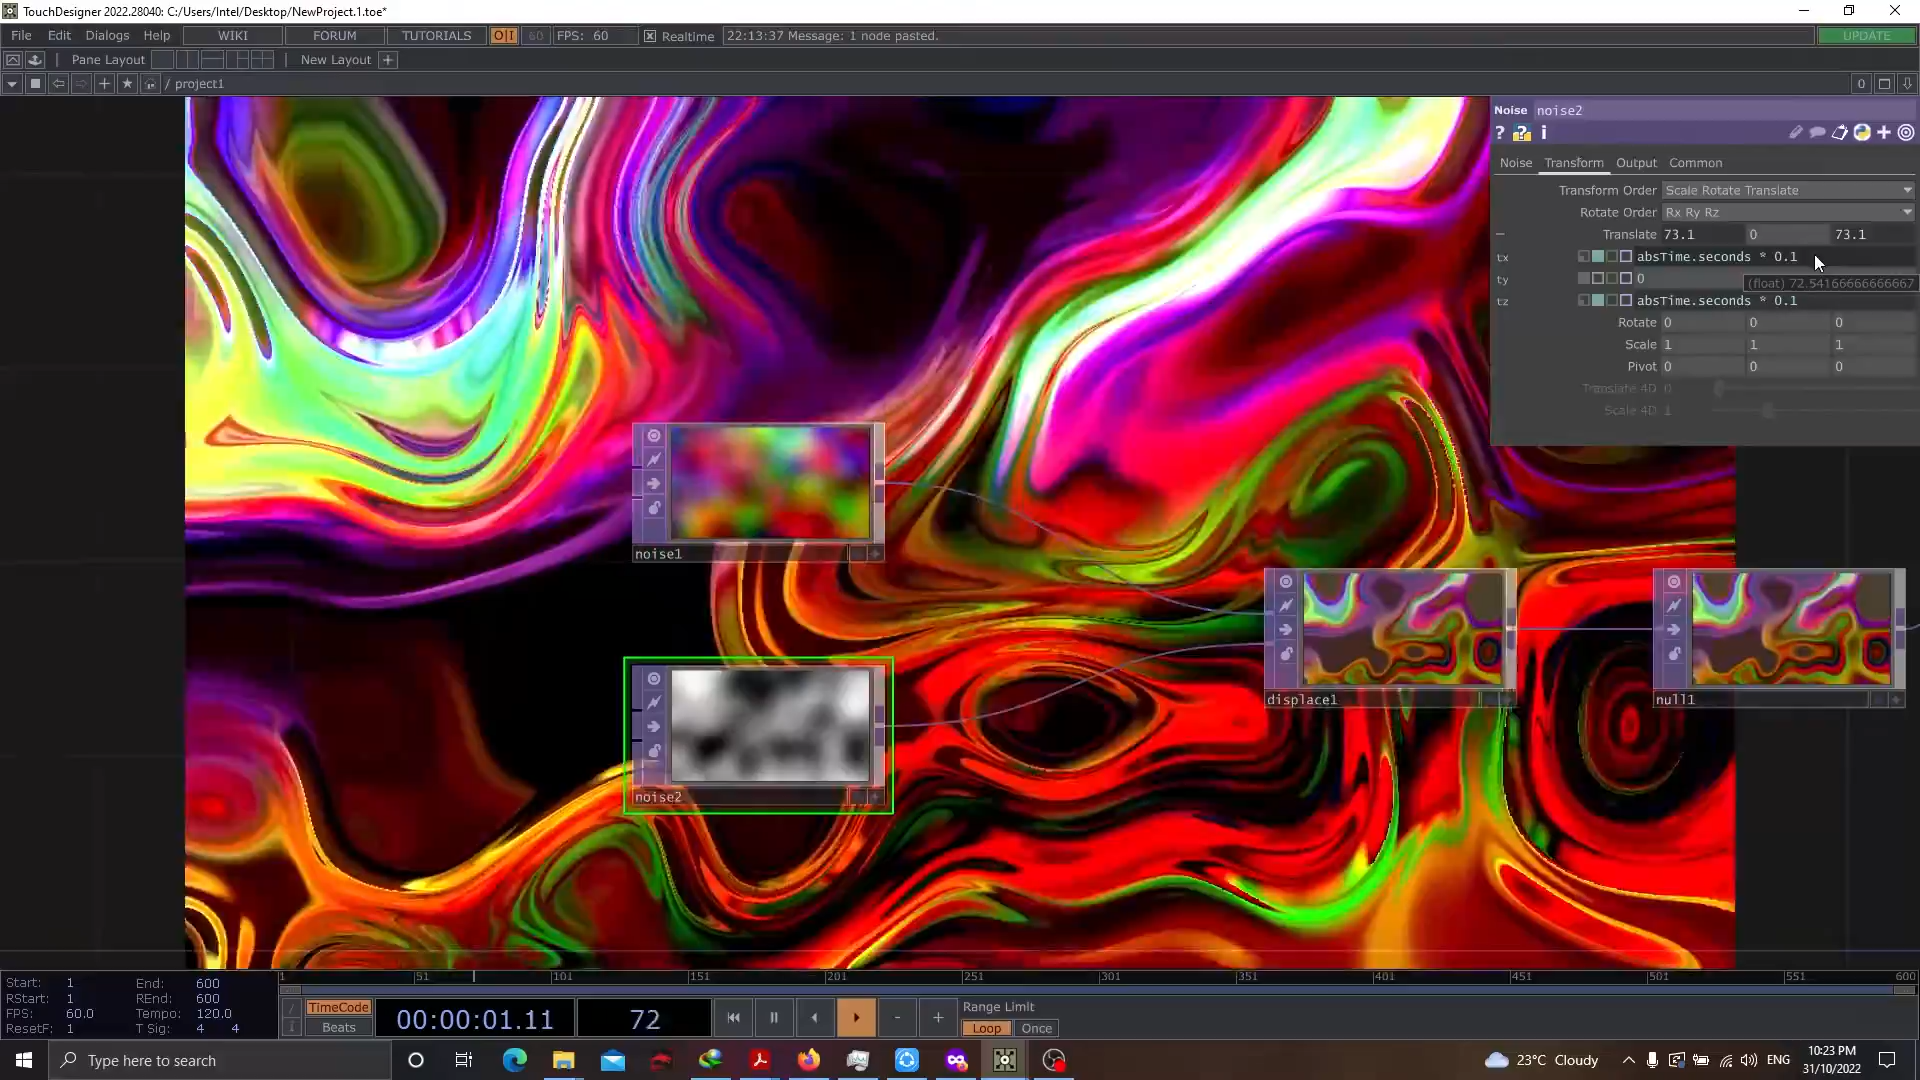 TouchDesigner 2022.28040: C:/Users/Intel/Desktop/NewProject.1.toe*
File Edit Dialogs Help WIKI FORUM TUTORIALS O|I 60 FPS: 60 Realtime 22:13:37 Message: 1 node pasted. UPDATE
Pane Layout New Layout +
/ project1 0
Noise noise2
? ? i
Noise Transform Output Common
Transform Order Scale Rotate Translate
Rotate Order Rx Ry Rz
Translate 73.1 0 73.1
tx absTime.seconds * 0.1
ty 0
(float) 72.54166666666667
tz absTime.seconds * 0.1
Rotate 0 0 0
Scale 1 1 1
Pivot 0 0 0
Translate 4D 0
Scale 4D 1
noise1
noise2
displace1
null1
1 51 101 151 201 251 301 351 401 451 501 551 600
Start: 1 End: 600
RStart: 1 REnd: 600
FPS: 60.0 Tempo: 120.0
ResetF: 1 T Sig: 4 4
TimeCode
Beats
00:00:01.11
72
Range Limit
Loop Once
Type here to search
23°C Cloudy
ENG
10:23 PM
31/10/2022